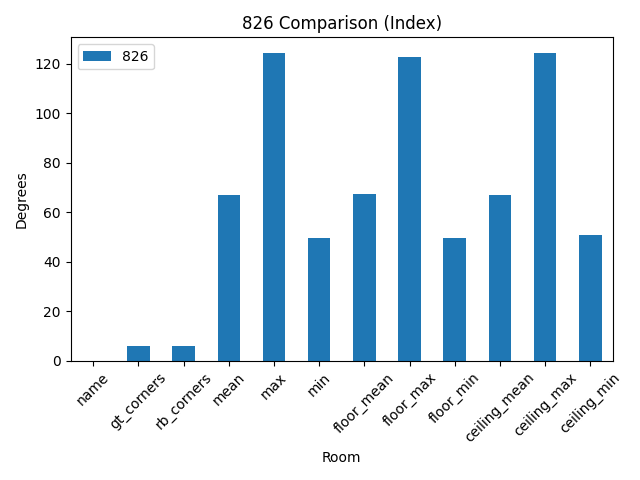 826 Comparison (Index)
826
Degrees
120
100
80
60
40
20
0
name
gt_corners
rb_corners
mean
max
min
floor_mean
floor_max
floor_min
ceiling_mean
ceiling_max
ceiling_min
Room